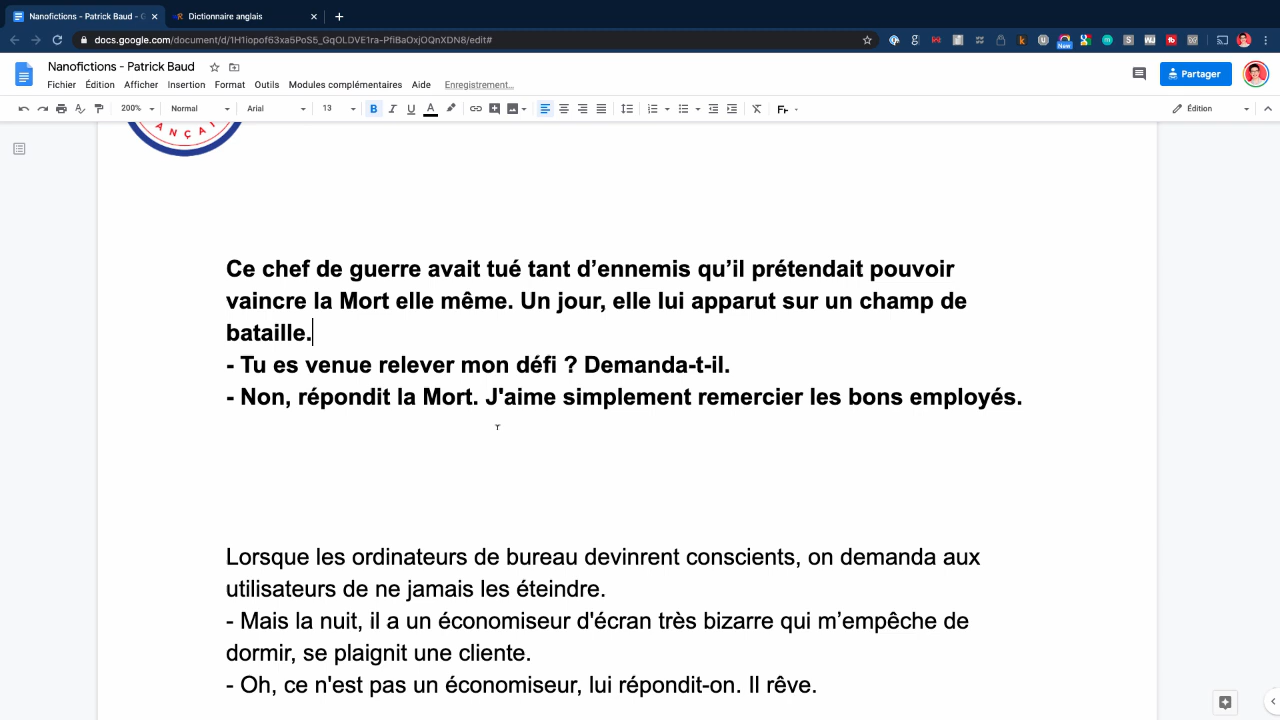 Nanofictions - Patrick Baud - G
Dictionnaire anglais
docs.google.com/document/d/1H1Iopof63xa5PoS5_GqOLDVE1ra-PfiBaOxjOQnXDN8/edit#
Nanofictions - Patrick Baud
Fichier Édition Afficher Insertion Format Outils Modules complémentaires Aide Enregistrement...
Partager
200% Normal Arial 13 B I U A Édition
ANÇAI
Ce chef de guerre avait tué tant d’ennemis qu’il prétendait pouvoir
vaincre la Mort elle même. Un jour, elle lui apparut sur un champ de
bataille.
- Tu es venue relever mon défi ? Demanda-t-il.
- Non, répondit la Mort. J'aime simplement remercier les bons employés.
Lorsque les ordinateurs de bureau devinrent conscients, on demanda aux
utilisateurs de ne jamais les éteindre.
- Mais la nuit, il a un économiseur d'écran très bizarre qui m’empêche de
dormir, se plaignit une cliente.
- Oh, ce n'est pas un économiseur, lui répondit-on. Il rêve.